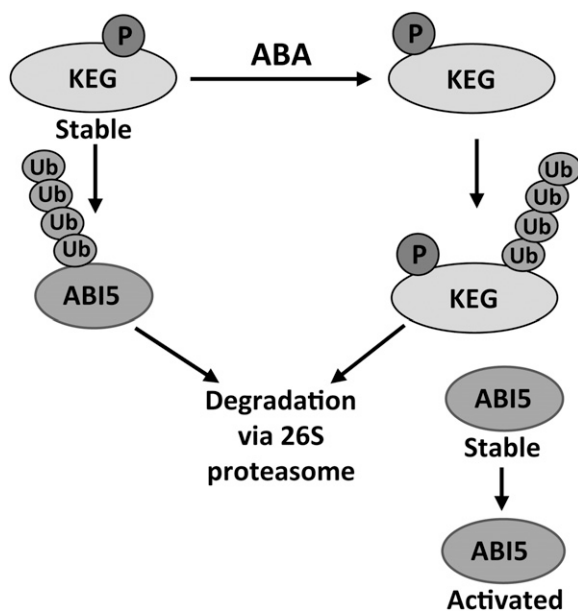 P
KEG
Stable
ABA
P
KEG
Ub
Ub
Ub
Ub
ABI5
Ub
Ub
Ub
Ub
P
KEG
Degradation
via 26S
proteasome
ABI5
Stable
ABI5
Activated